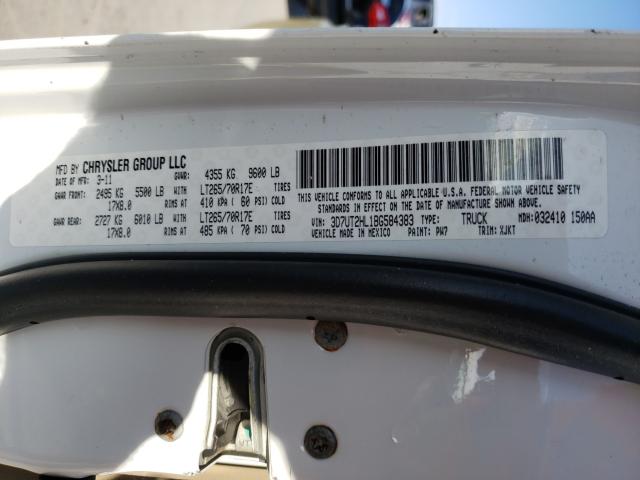 MFD BY CHRYSLER GROUP LLC
DATE OF MFR: 3-11 GVWR: 4355 KG 9600 LB
GAWR FRONT: 2495 KG 5500 LB WITH LT265/70R17E TIRES
17X8.0 RIMS AT 410 KPA ( 60 PSI) COLD
GAWR REAR: 2727 KG 6010 LB WITH LT265/70R17E TIRES
17X8.0 RIMS AT 485 KPA ( 70 PSI) COLD
THIS VEHICLE CONFORMS TO ALL APPLICABLE U.S.A. FEDERAL MOTOR VEHICLE SAFETY
STANDARDS IN EFFECT ON THE DATE OF MANUFACTURE SHOWN ABOVE.
VIN: 3D7UT2HL1BG584383 TYPE: TRUCK MDH: 032410 150AA
VEHICLE MADE IN MEXICO PAINT: PW7 TRIM: XJKT